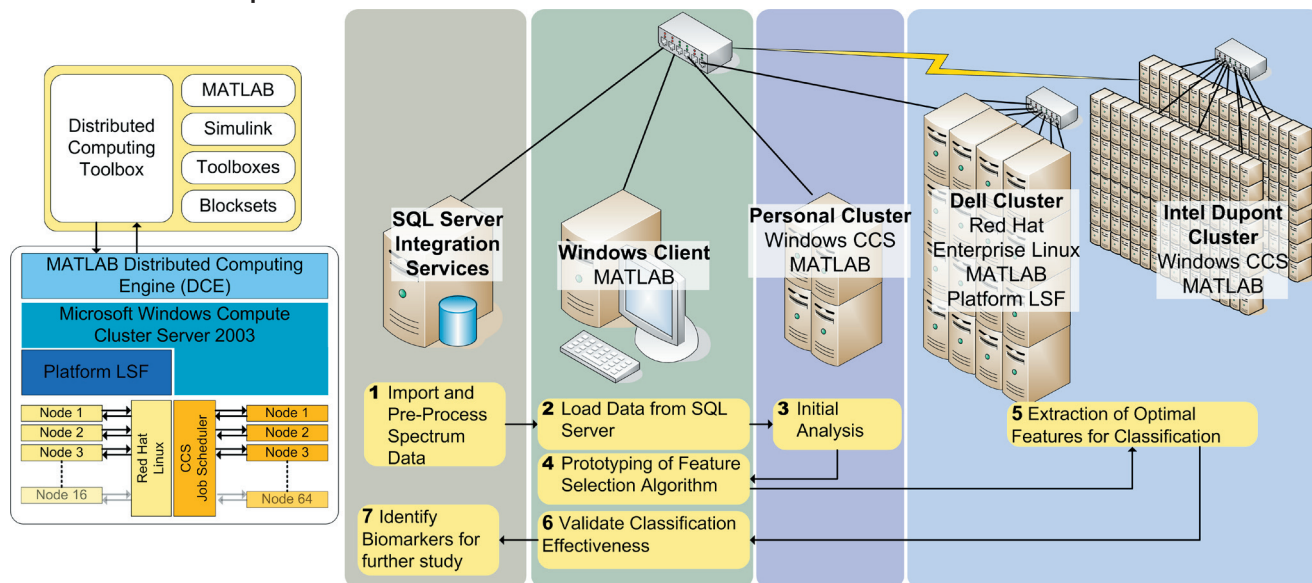 Distributed
Computing
Toolbox
MATLAB
Simulink
Toolboxes
Blocksets
MATLAB Distributed Computing
Engine (DCE)
Microsoft Windows Compute
Cluster Server 2003
Platform LSF
Node 1
Node 2
Node 3
Node 16
Red Hat
Linux
CCS
Job Scheduler
Node 1
Node 2
Node 3
Node 64
SQL Server
Integration
Services
Windows Client
MATLAB
Personal Cluster
Windows CCS
MATLAB
Dell Cluster
Red Hat
Enterprise Linux
MATLAB
Platform LSF
Intel Dupont
Cluster
Windows CCS
MATLAB
1 Import and
Pre-Process
Spectrum
Data
2 Load Data from SQL
Server
3 Initial
Analysis
4 Prototyping of Feature
Selection Algorithm
5 Extraction of Optimal
Features for Classification
6 Validate Classification
Effectiveness
7 Identify
Biomarkers for
further study